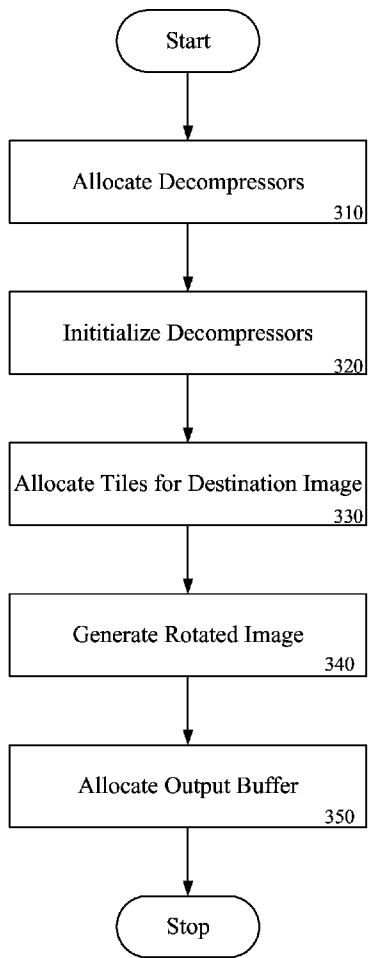 Start
Allocate Decompressors
310
Inititialize Decompressors
320
Allocate Tiles for Destination Image
330
Generate Rotated Image
340
Allocate Output Buffer
350
Stop